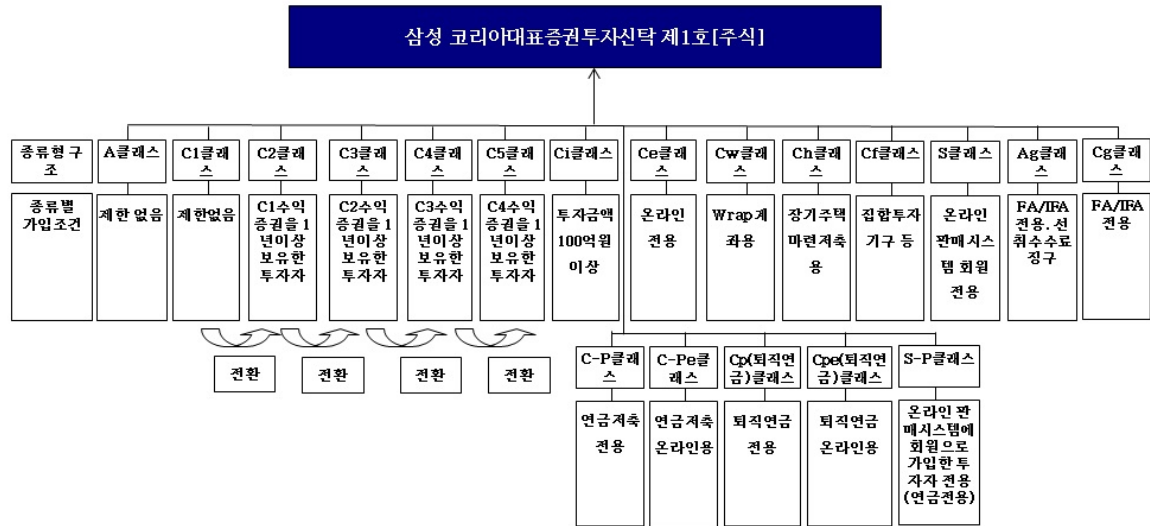 삼성 코리아대표증권투자신탁 제1호[주식]
종류형 구
조
A클래스
C1클래
스
C2클래
스
C3클래
스
C4클래
스
C5클래
스
Ci클래스
Ce클래스
Cw클래
스
Ch클래
스
Cf클래스
S클래스
Ag클래
스
Cg클래
스
종류별
가입조건
제한 없음
제한없음
C1수익
증권을 1
년이상
보유한
투자자
C2수익
증권을 1
년이상
보유한
투자자
C3수익
증권을 1
년이상
보유한
투자자
C4수익
증권을 1
년이상
보유한
투자자
투자금액
100억원
이상
온라인
전용
Wrap 계
좌용
장기주택
마련저축
용
집합투자
기구 등
온라인
판매시스
템 회원
전용
FA/IFA
전용. 선
취수수료
징구
FA/IFA
전용
전환
전환
전환
전환
C-P클래
스
C-Pe클
래스
Cp(퇴직연
금)클래스
Cpe(퇴직연
금)클래스
S-P클래스
연금저축
전용
연금저축
온라인용
퇴직연금
전용
퇴직연금
온라인용
온라인 판
매시스템에
회원으로
가입한 투
자자 전용
(연금전용)